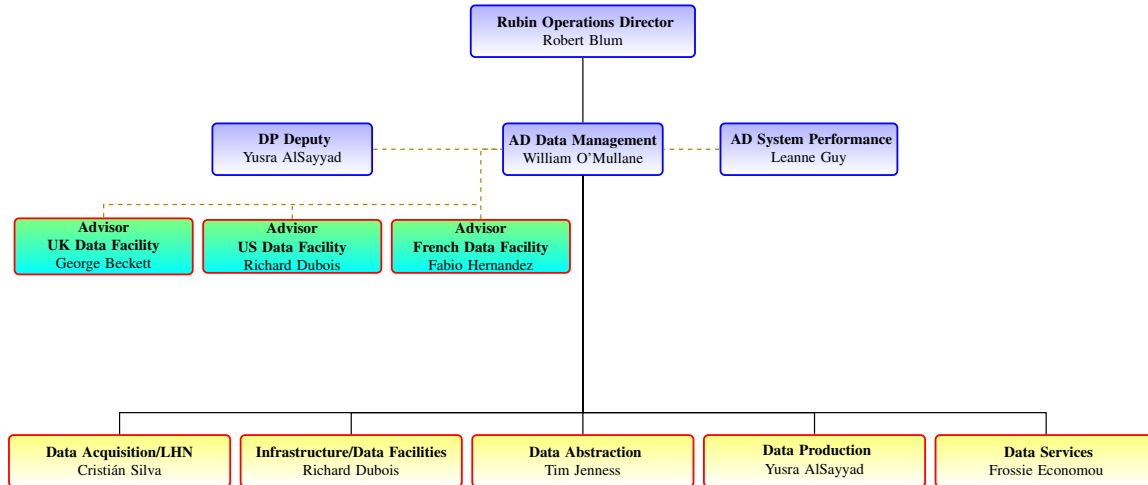 Rubin Operations Director
Robert Blum
DP Deputy
Yusra AlSayyad
AD Data Management
William O'Mullane
AD System Performance
Leanne Guy
Advisor
UK Data Facility
George Beckett
Advisor
US Data Facility
Richard Dubois
Advisor
French Data Facility
Fabio Hernandez
Data Acquisition/LHN
Cristián Silva
Infrastructure/Data Facilities
Richard Dubois
Data Abstraction
Tim Jenness
Data Production
Yusra AlSayyad
Data Services
Frossie Economou